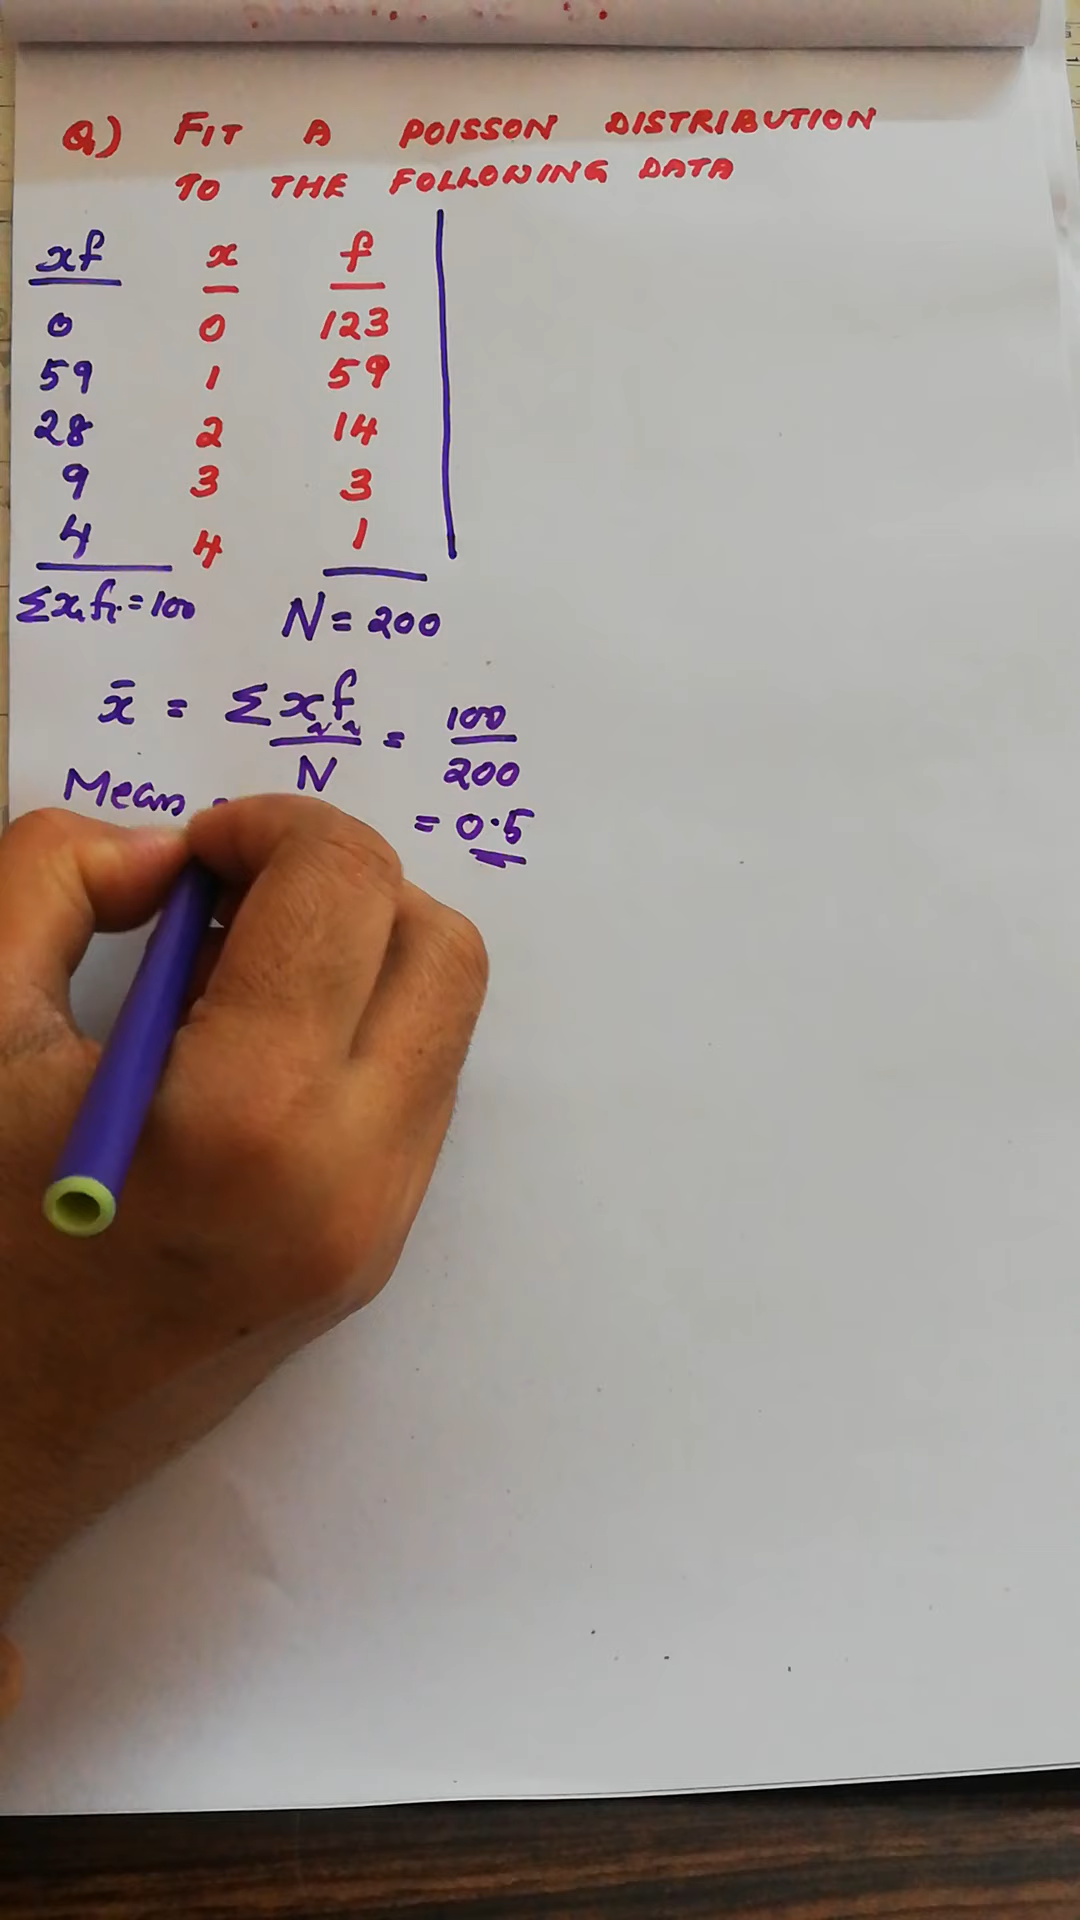 Q) FIT A POISSON DISTRIBUTION
TO THE FOLLOWING DATA
xf x f
0 0 123
59 1 59
28 2 14
9 3 3
4 4 1
Σxifi=100 N=200
x̄ = Σxifi/N = 100/200
Mean = 0.5